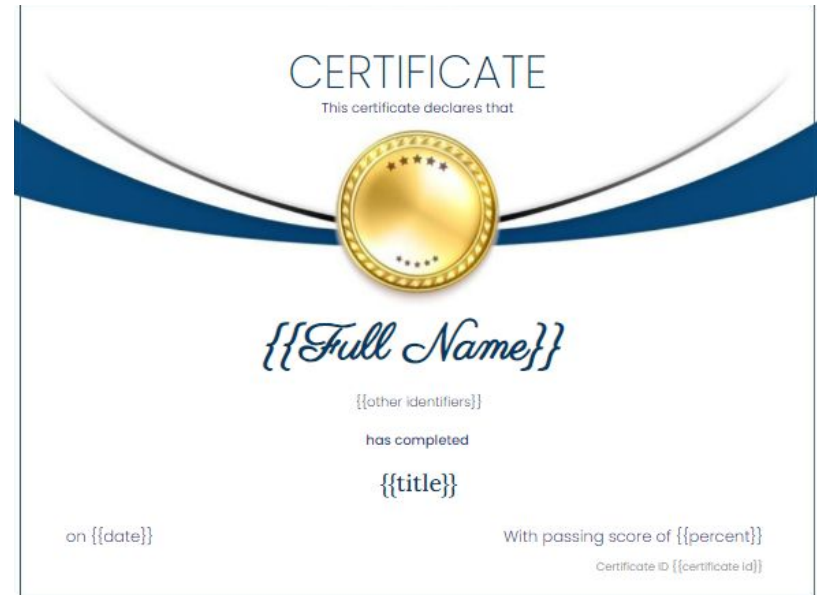 CERTIFICATE
This certificate declares that
{{Full Name}}
{{other identifiers}}
has completed
{{title}}
on {{date}}
With passing score of {{percent}}
Certificate ID {{certificate id}}